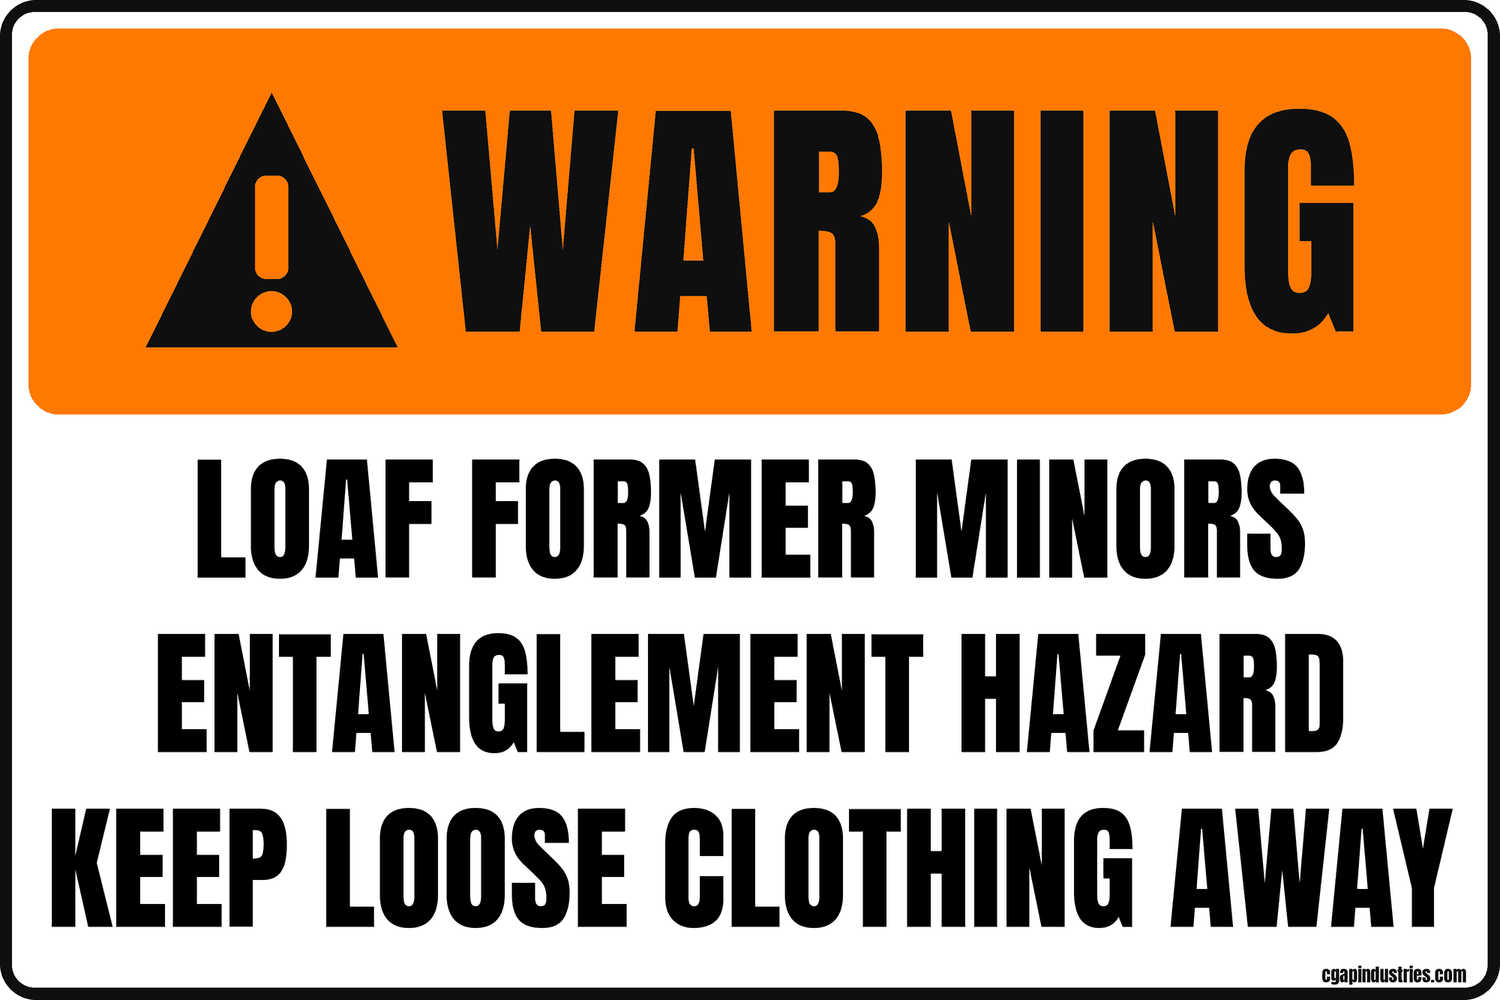 WARNING
LOAF FORMER MINORS
ENTANGLEMENT HAZARD
KEEP LOOSE CLOTHING AWAY
cgapindustries.com